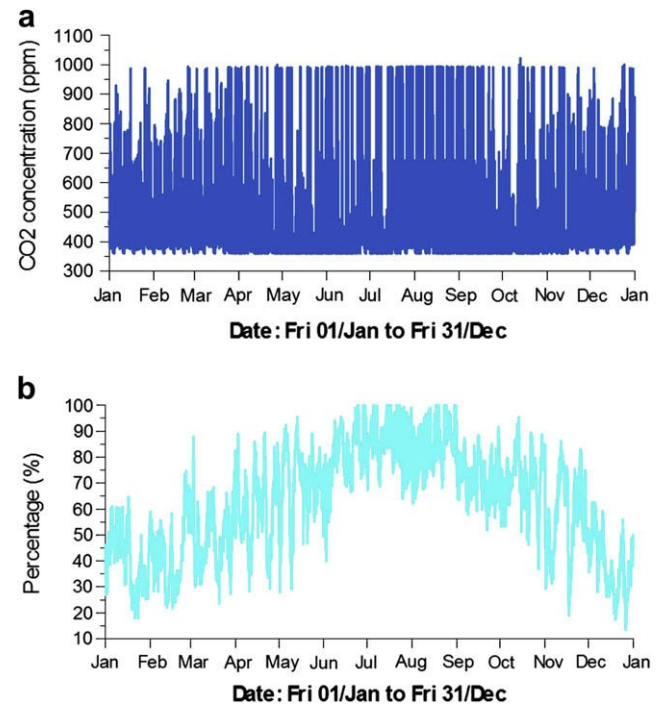 a
CO2 concentration (ppm)
1100
1000
900
800
700
600
500
400
300
Jan Feb Mar Apr May Jun Jul Aug Sep Oct Nov Dec Jan
Date: Fri 01/Jan to Fri 31/Dec
b
Percentage (%)
100
90
80
70
60
50
40
30
20
10
Jan Feb Mar Apr May Jun Jul Aug Sep Oct Nov Dec Jan
Date: Fri 01/Jan to Fri 31/Dec